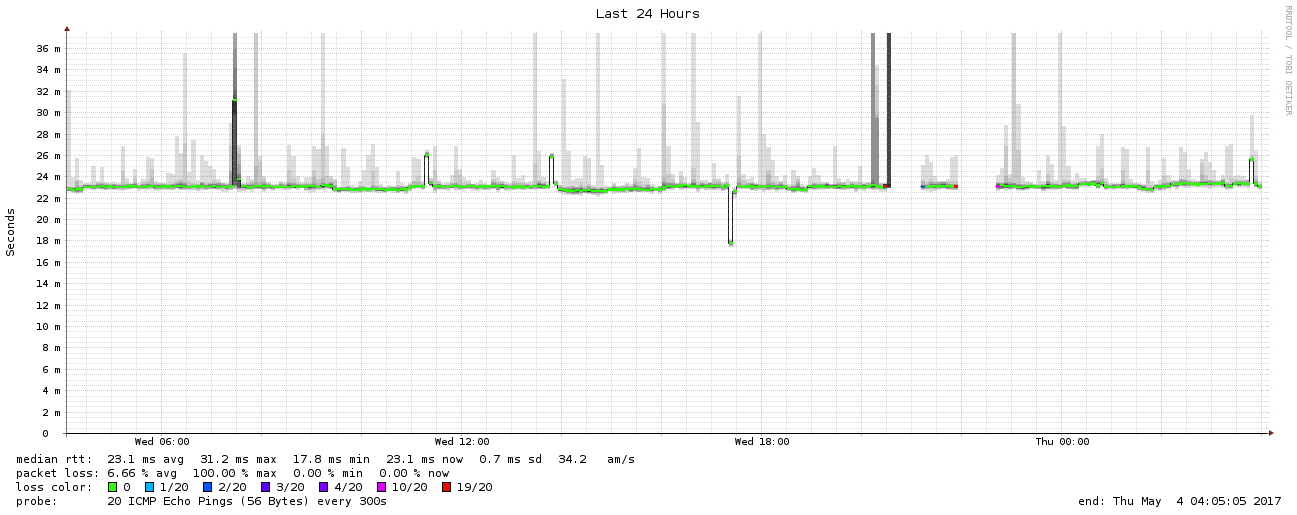 Last 24 Hours
RRDTOOL / TOBI OETIKER
Seconds
36 m
34 m
32 m
30 m
28 m
26 m
24 m
22 m
20 m
18 m
16 m
14 m
12 m
10 m
8 m
6 m
4 m
2 m
0
Wed 06:00 Wed 12:00 Wed 18:00 Thu 00:00
median rtt: 23.1 ms avg 31.2 ms max 17.8 ms min 23.1 ms now 0.7 ms sd 34.2 am/s
packet loss: 6.66 % avg 100.00 % max 0.00 % min 0.00 % now
loss color: 0 1/20 2/20 3/20 4/20 10/20 19/20
probe: 20 ICMP Echo Pings (56 Bytes) every 300s end: Thu May 4 04:05:05 2017